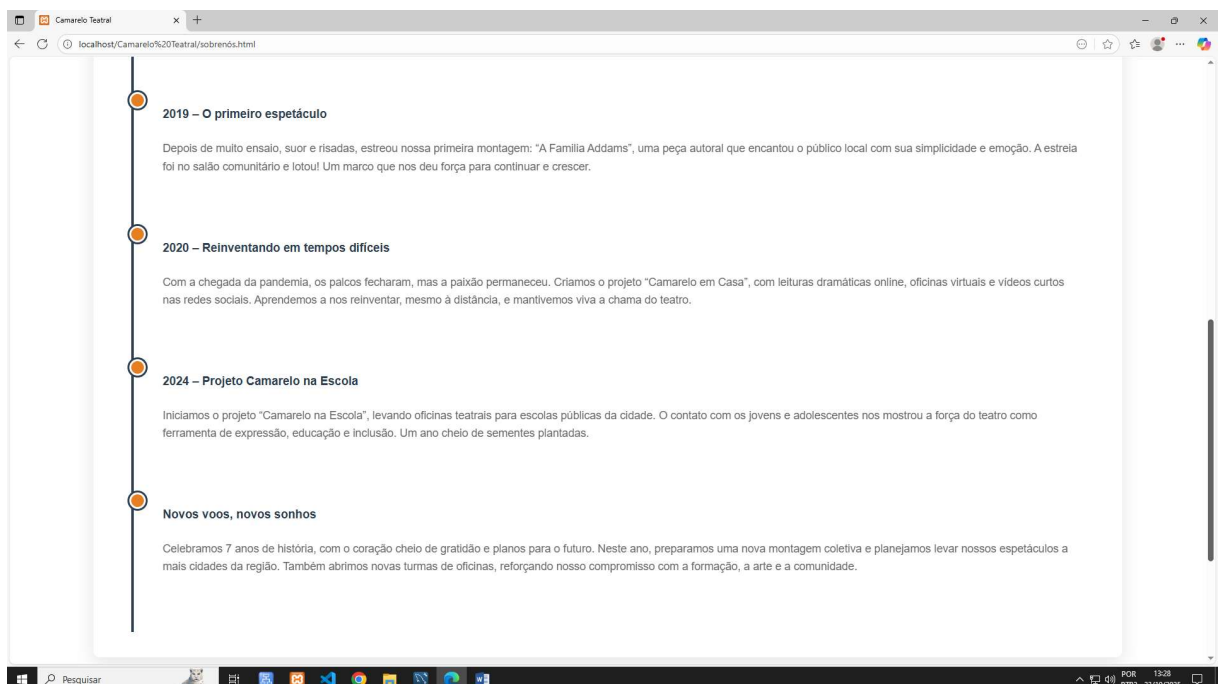 Camarelo Teatral
localhost/Camarelo%20Teatral/sobrenós.html
2019 – O primeiro espetáculo
Depois de muito ensaio, suor e risadas, estreou nossa primeira montagem: “A Familia Addams”, uma peça autoral que encantou o público local com sua simplicidade e emoção. A estreia
foi no salão comunitário e lotou! Um marco que nos deu força para continuar e crescer.
2020 – Reinventando em tempos difíceis
Com a chegada da pandemia, os palcos fecharam, mas a paixão permaneceu. Criamos o projeto “Camarelo em Casa”, com leituras dramáticas online, oficinas virtuais e vídeos curtos
nas redes sociais. Aprendemos a nos reinventar, mesmo à distância, e mantivemos viva a chama do teatro.
2024 – Projeto Camarelo na Escola
Iniciamos o projeto “Camarelo na Escola”, levando oficinas teatrais para escolas públicas da cidade. O contato com os jovens e adolescentes nos mostrou a força do teatro como
ferramenta de expressão, educação e inclusão. Um ano cheio de sementes plantadas.
Novos voos, novos sonhos
Celebramos 7 anos de história, com o coração cheio de gratidão e planos para o futuro. Neste ano, preparamos uma nova montagem coletiva e planejamos levar nossos espetáculos a
mais cidades da região. Também abrimos novas turmas de oficinas, reforçando nosso compromisso com a formação, a arte e a comunidade.
Pesquisar
POR 13:28